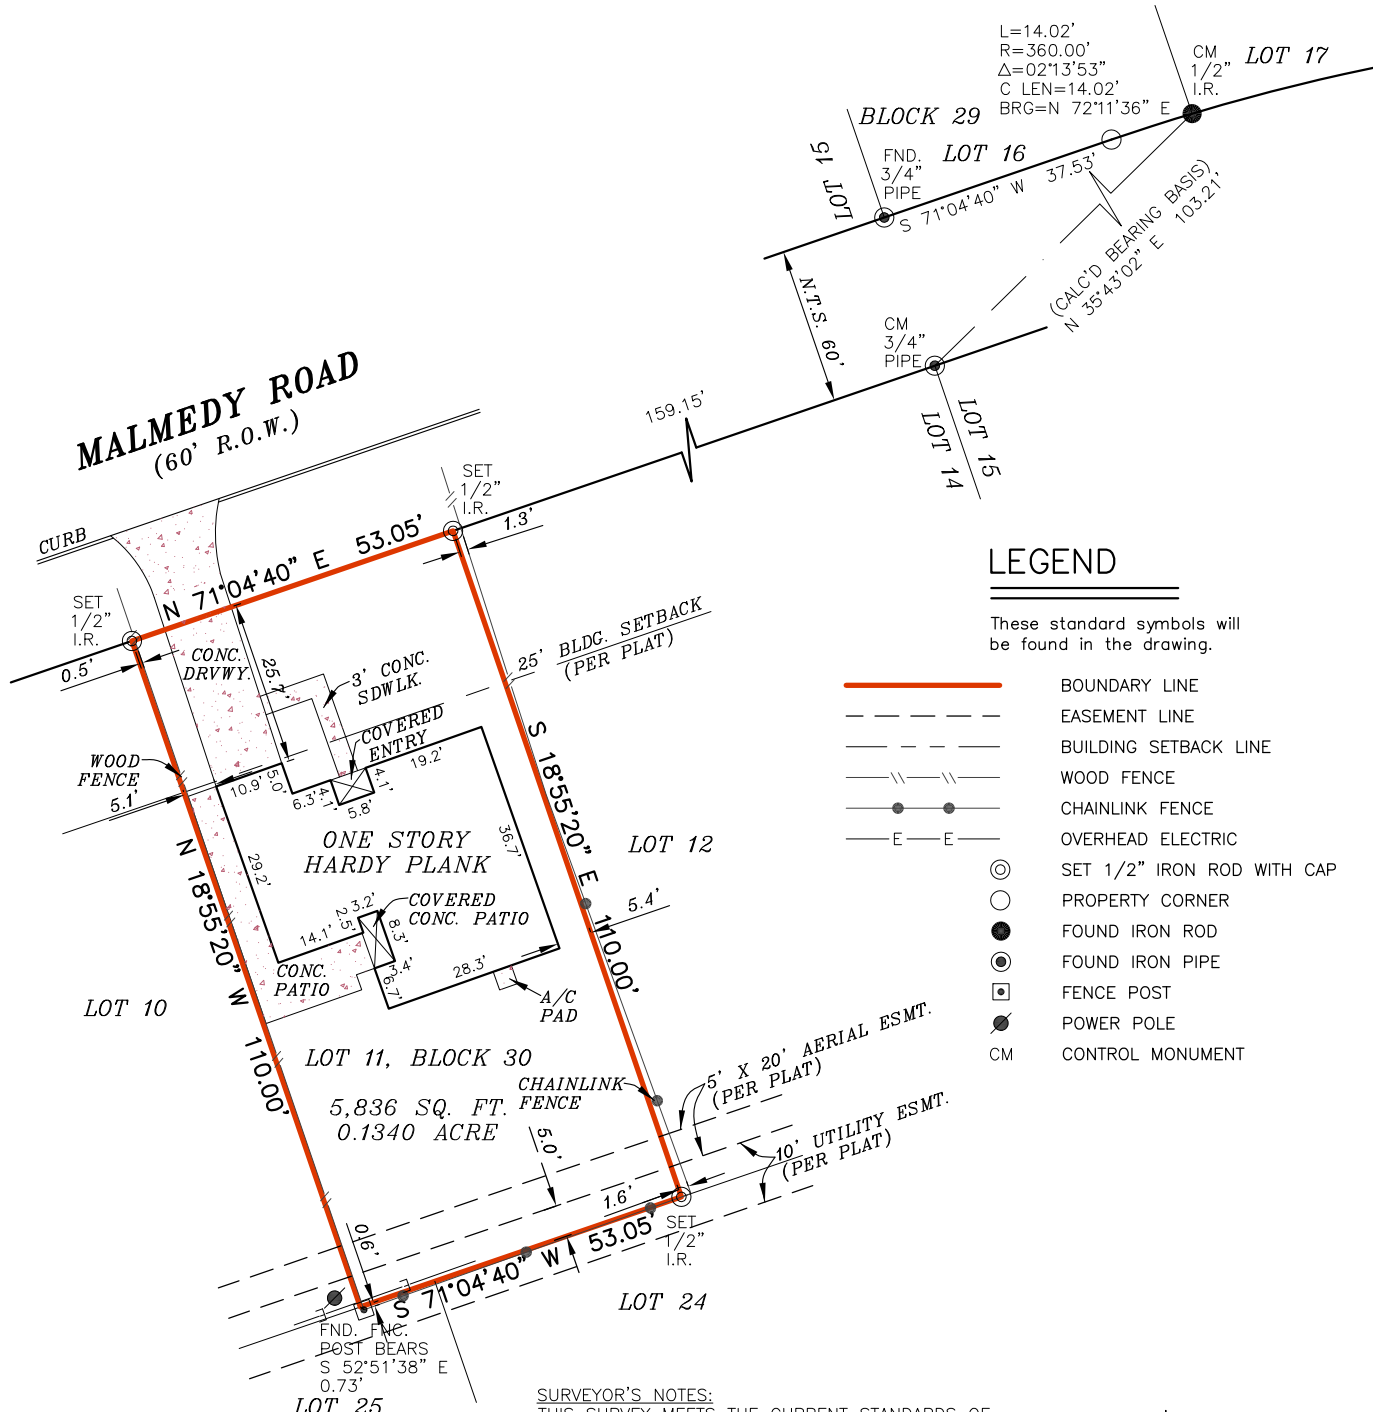 L=14.02'
R=360.00'
Δ=02°13'53"
C LEN=14.02'
BRG=N 72°11'36" E
CM
1/2"
I.R.
LOT 17
BLOCK 29
LOT 16
LOT 15
FND.
3/4"
PIPE
S 71°04'40" W 37.53'
(CALC'D BEARING BASIS)
N 35°43'02" E 103.21'
N.T.S. 60'
CM
3/4"
PIPE
LOT 15
LOT 14
159.15'
MALMEDY ROAD
(60' R.O.W.)
CURB
SET
1/2"
I.R.
1.3'
N 71°04'40" E 53.05'
SET
1/2"
I.R.
0.5'
CONC.
DRVWY.
25.7'
3' CONC.
SDWLK.
25' BLDG. SETBACK
(PER PLAT)
COVERED
ENTRY
WOOD
FENCE
5.1'
10.9'
5.0'
6.3'
4.1'
5.8'
4.1'
19.2'
ONE STORY
HARDY PLANK
29.2'
36.7'
S 18°55'20" E 110.00'
N 18°55'20" W 110.00'
LOT 12
5.4'
COVERED
CONC. PATIO
3.2'
2.5'
8.3'
14.1'
3.4'
6.7'
28.3'
CONC.
PATIO
A/C
PAD
LOT 10
LOT 11, BLOCK 30
5,836 SQ. FT.
0.1340 ACRE
CHAINLINK
FENCE
5' X 20' AERIAL ESMT.
(PER PLAT)
10' UTILITY ESMT.
(PER PLAT)
5.0'
1.6'
0.6'
S 71°04'40" W 53.05'
SET
1/2"
I.R.
LOT 24
FND. FNC.
POST BEARS
S 52°51'38" E
0.73'
LOT 25
LEGEND
These standard symbols will
be found in the drawing.
BOUNDARY LINE
EASEMENT LINE
BUILDING SETBACK LINE
WOOD FENCE
CHAINLINK FENCE
E E OVERHEAD ELECTRIC
SET 1/2" IRON ROD WITH CAP
PROPERTY CORNER
FOUND IRON ROD
FOUND IRON PIPE
FENCE POST
POWER POLE
CM CONTROL MONUMENT
SURVEYOR'S NOTES:
THIS SURVEY MEETS THE CURRENT STANDARDS OF